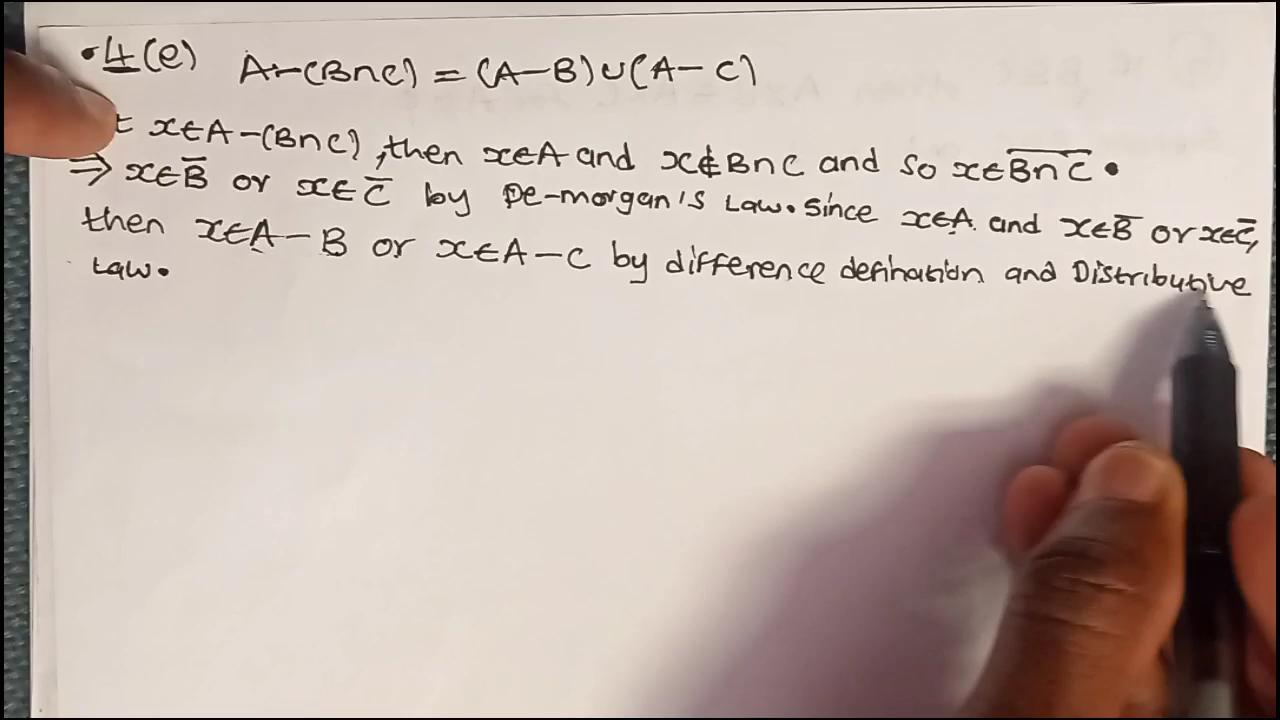 •4(e) A-(B∩C) = (A-B)∪(A-C)
x∈A-(B∩C), then x∈A and x∉B∩C and so x∈B̅∩̅C̅.
⇒ x∈B̅ or x∈C̅ by De-morgan's Law. Since x∈A and x∈B̅ or x∈C̅,
then x∈A-B or x∈A-C by difference defination and Distributive
Law.